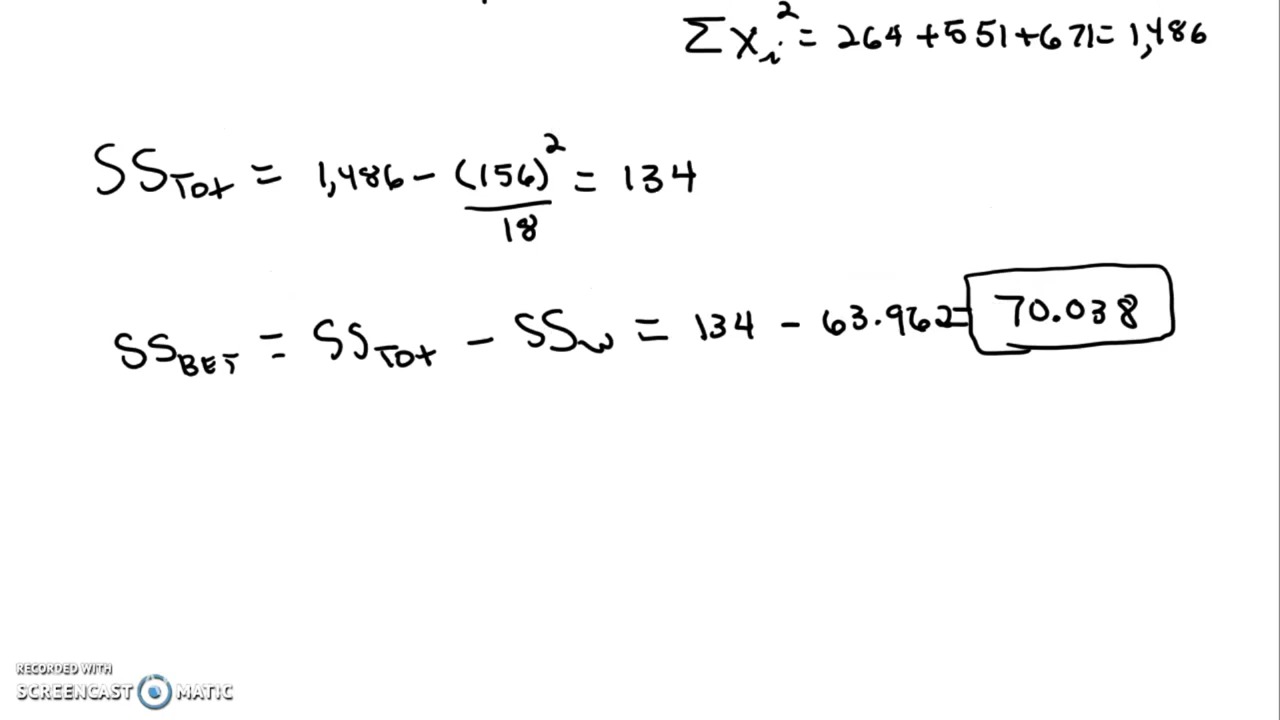 Σxᵢ² = 264 + 551 + 671 = 1,486
SS_Tot = 1,486 - (156)²/18 = 134
SS_BET = SS_Tot - SS_w = 134 - 63.962 = 70.038
RECORDED WITH
SCREENCAST MATIC